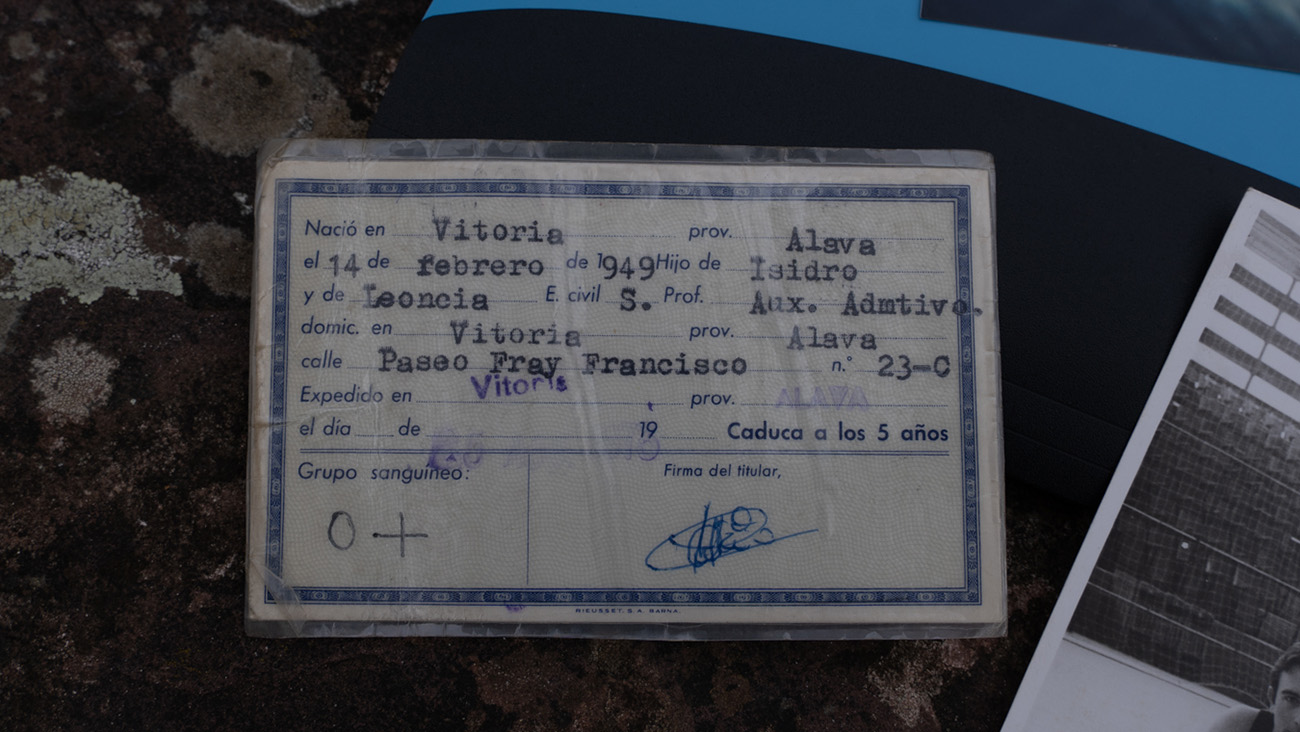 Nació en Vitoria prov. Alava
el 14 de febrero de 1949 Hijo de Isidro
y de Leoncia E. civil S. Prof. Aux. Admtivo.
domic. en Vitoria prov. Alava
calle Paseo Fray Francisco n.° 23-C
Expedido en Vitoria prov. ALAVA
el día de 19 Caduca a los 5 años
Grupo sanguíneo: Firma del titular,
O +
RIEUSSET, S.A. BARNA.